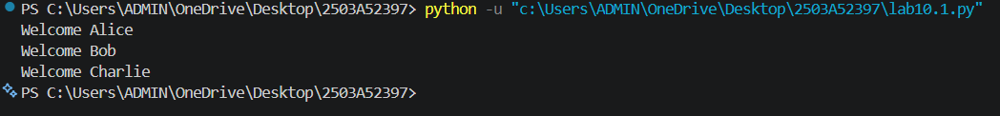 PS C:\Users\ADMIN\OneDrive\Desktop\2503A52397> python -u "c:\Users\ADMIN\OneDrive\Desktop\2503A52397\lab10.1.py"
Welcome Alice
Welcome Bob
Welcome Charlie
PS C:\Users\ADMIN\OneDrive\Desktop\2503A52397>